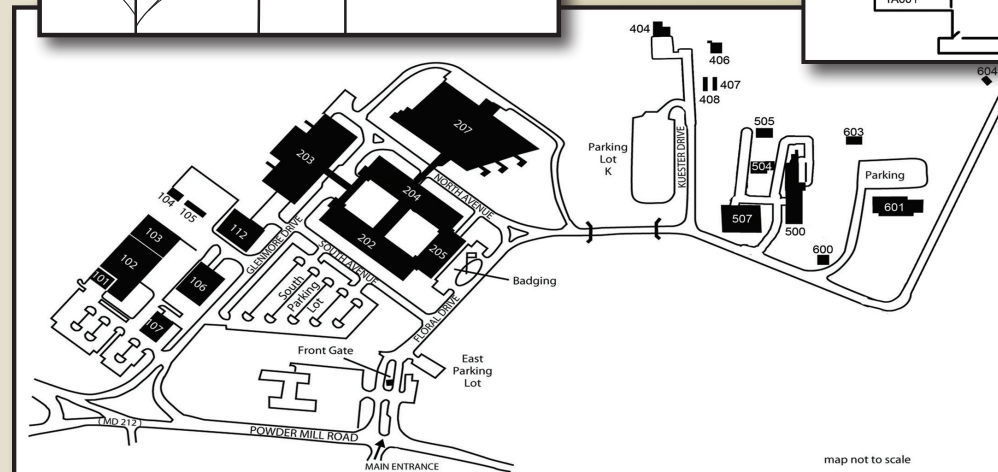 1A001
404
406
407
408
604
505
603
504
Parking
Lot
K
KUESTER DRIVE
Parking
601
507
500
600
207
203
204
NORTH AVENUE
104
105
112
103
102
101
106
107
GLENMORE DRIVE
SOUTH AVENUE
202
205
Badging
South
Parking
Lot
FLORAL DRIVE
Front Gate
East
Parking
Lot
MD 212
POWDER MILL ROAD
MAIN ENTRANCE
map not to scale